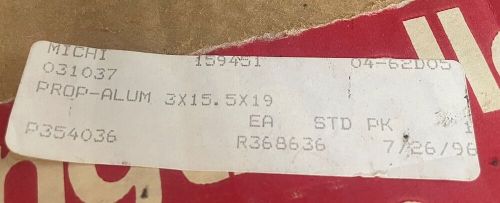 MICHI 159451 04-62D05
031037
PROP-ALUM 3X15.5X19
EA STD PK 1
P354036 R368636 7/26/96